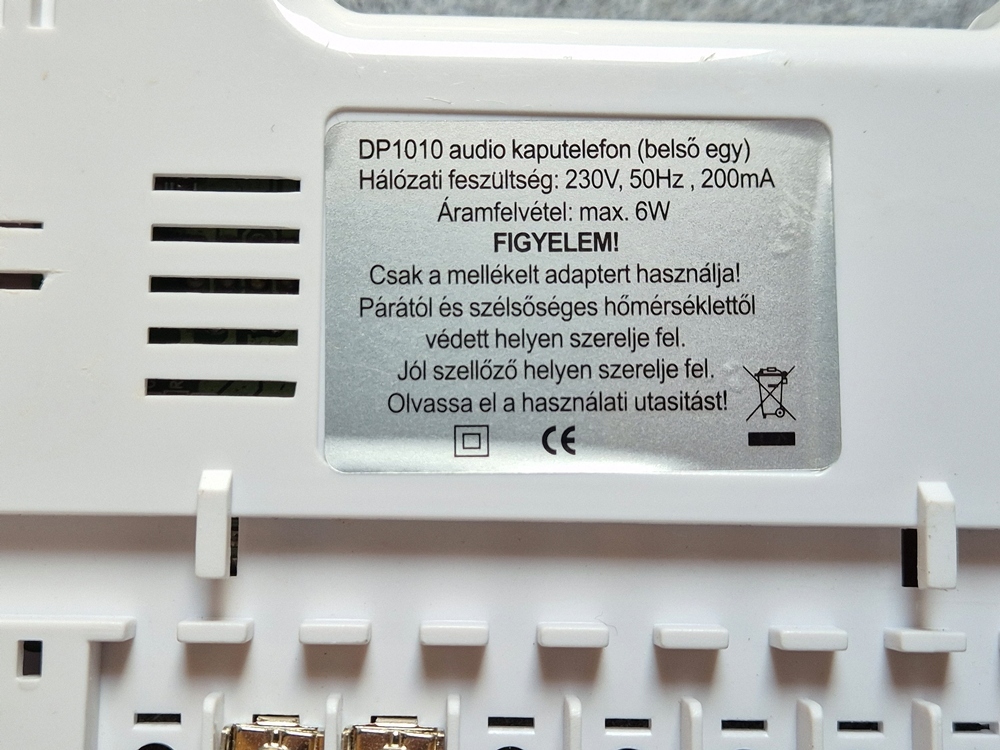 DP1010 audio kaputelefon (belső egy)
Hálózati feszültség: 230V, 50Hz , 200mA
Áramfelvétel: max. 6W
FIGYELEM!
Csak a mellékelt adaptert használja!
Párától és szélsőséges hőmérséklettől
védett helyen szerelje fel.
Jól szellőző helyen szerelje fel.
Olvassa el a használati utasítást!
CE